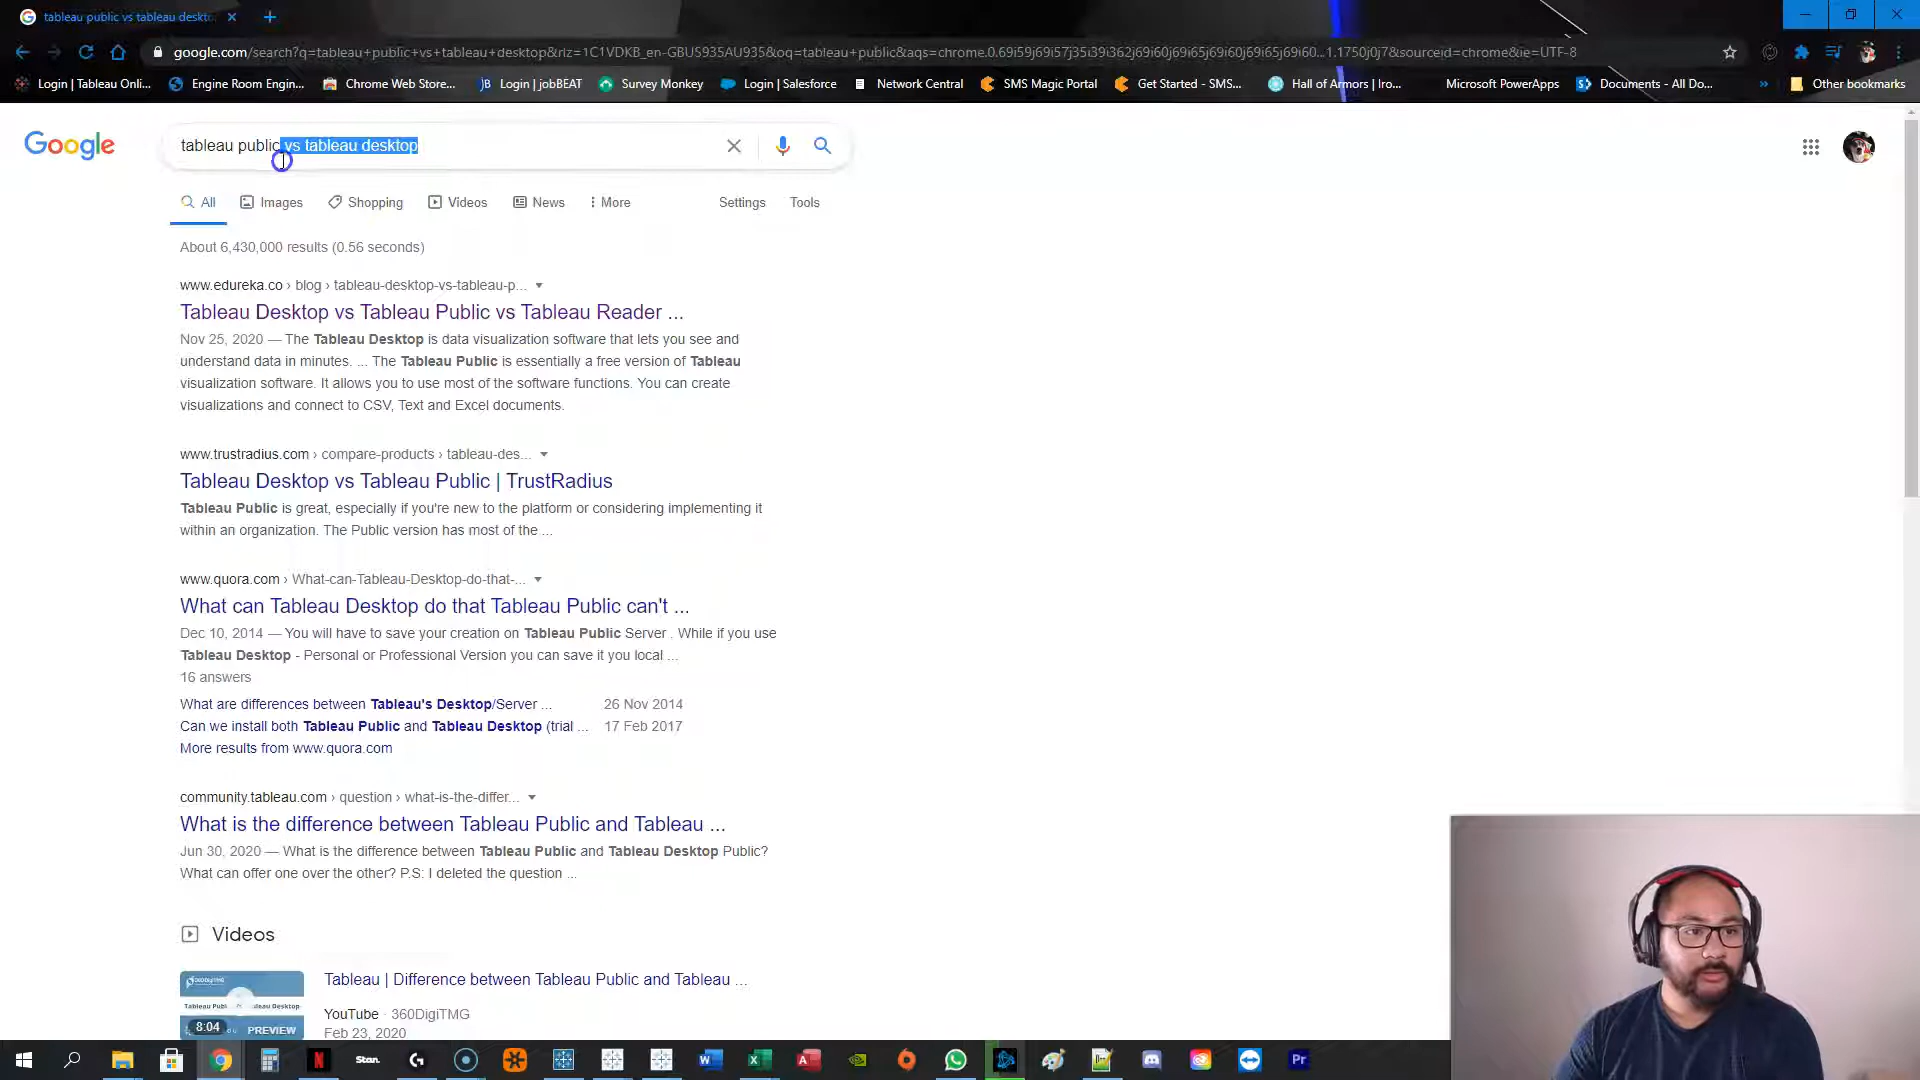 tableau public vs tableau deskto
google.com/search?q=tableau+public+vs+tableau+desktop&rlz=1C1VDKB_en-GBUS935AU935&oq=tableau+public&aqs=chrome.0.69i59j69i57j35i39i362j69i60j69i65j69i60j69i65j69i60...1.1750j0j7&sourceid=chrome&ie=UTF-8
Login | Tableau Onli... Engine Room Engin... Chrome Web Store... Login | jobBEAT Survey Monkey Login | Salesforce Network Central SMS Magic Portal Get Started - SMS... Hall of Armors | Iro... Microsoft PowerApps Documents - All Do... » Other bookmarks
Google
tableau public vs tableau desktop
All Images Shopping Videos News More Settings Tools
About 6,430,000 results (0.56 seconds)
www.edureka.co › blog › tableau-desktop-vs-tableau-p...
Tableau Desktop vs Tableau Public vs Tableau Reader ...
Nov 25, 2020 — The Tableau Desktop is data visualization software that lets you see and
understand data in minutes. ... The Tableau Public is essentially a free version of Tableau
visualization software. It allows you to use most of the software functions. You can create
visualizations and connect to CSV, Text and Excel documents.
www.trustradius.com › compare-products › tableau-des...
Tableau Desktop vs Tableau Public | TrustRadius
Tableau Public is great, especially if you're new to the platform or considering implementing it
within an organization. The Public version has most of the ...
www.quora.com › What-can-Tableau-Desktop-do-that-...
What can Tableau Desktop do that Tableau Public can't ...
Dec 10, 2014 — You will have to save your creation on Tableau Public Server . While if you use
Tableau Desktop - Personal or Professional Version you can save it you local ...
16 answers
What are differences between Tableau's Desktop/Server ... 26 Nov 2014
Can we install both Tableau Public and Tableau Desktop (trial ... 17 Feb 2017
More results from www.quora.com
community.tableau.com › question › what-is-the-differ...
What is the difference between Tableau Public and Tableau ...
Jun 30, 2020 — What is the difference between Tableau Public and Tableau Desktop Public?
What can offer one over the other? P.S: I deleted the question ...
Videos
Tableau | Difference between Tableau Public and Tableau ...
8:04 PREVIEW
YouTube · 360DigiTMG
Feb 23, 2020
Stan.